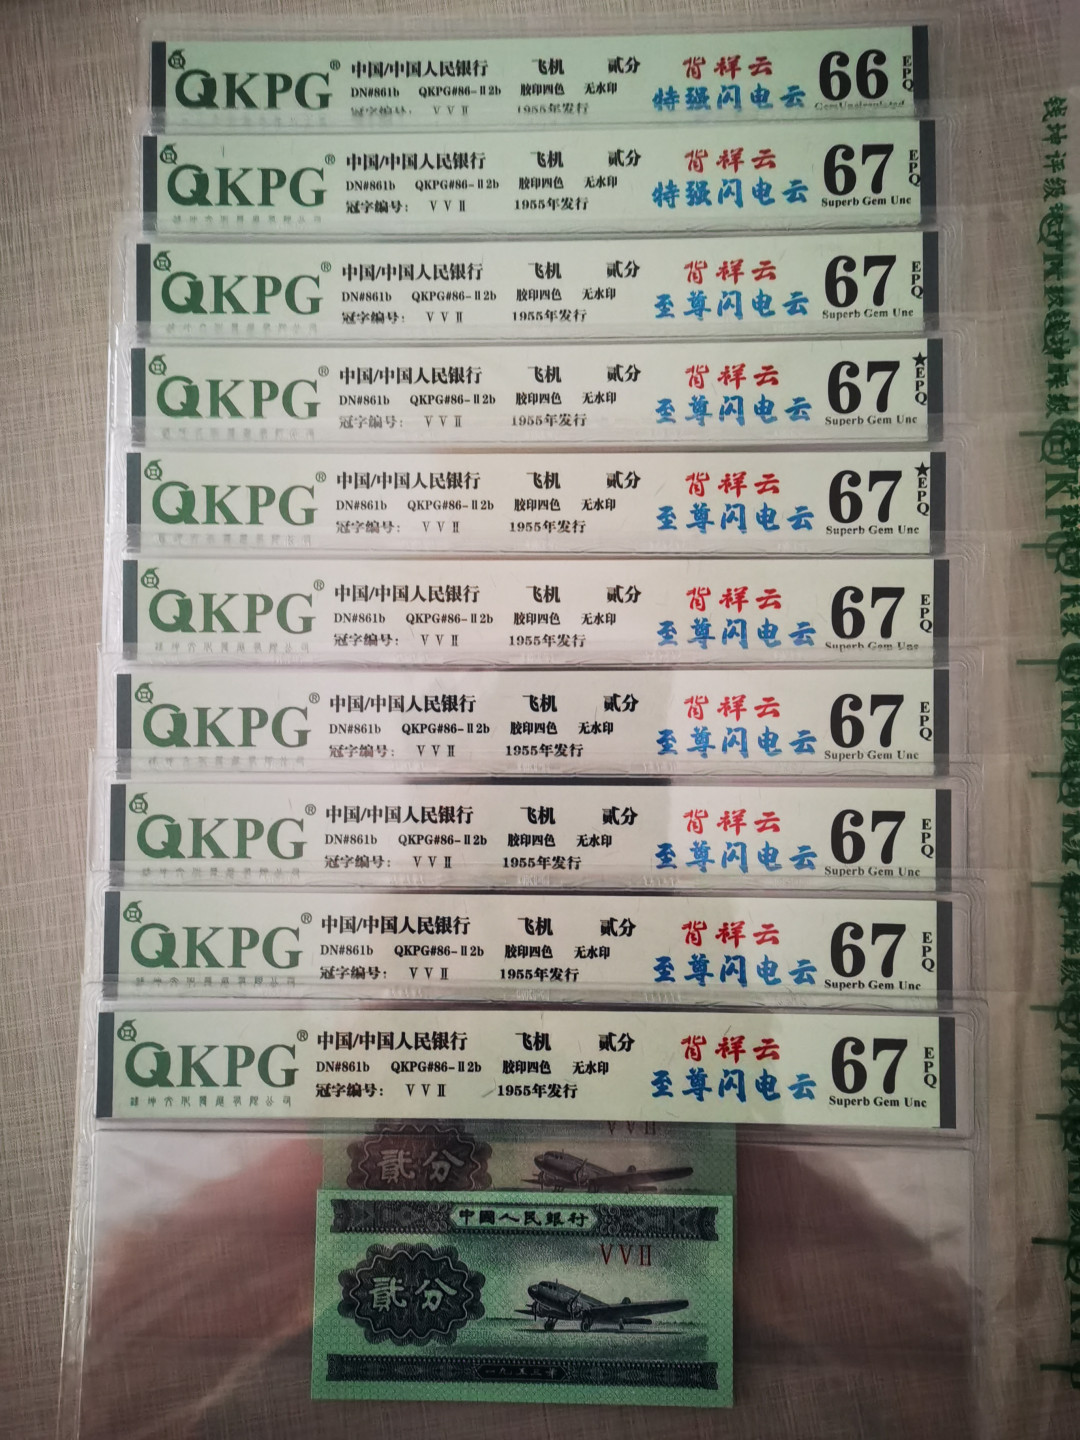 QKPG® 中国/中国人民银行 飞机 贰分 背祥云 66 EPQ
DN#861b QKPG#86-Ⅱ2b 胶印四色 无水印 特强闪电云
冠字编号: ⅤⅤⅡ 1955年发行
QKPG® 中国/中国人民银行 飞机 贰分 背祥云 67 EPQ
DN#861b QKPG#86-Ⅱ2b 胶印四色 无水印 特强闪电云
冠字编号: ⅤⅤⅡ 1955年发行 Superb Gem Unc
QKPG® 中国/中国人民银行 飞机 贰分 背祥云 67 EPQ
DN#861b QKPG#86-Ⅱ2b 胶印四色 无水印 至尊闪电云
冠字编号: ⅤⅤⅡ 1955年发行 Superb Gem Unc
QKPG® 中国/中国人民银行 飞机 贰分 背祥云 67 ★EPQ
DN#861b QKPG#86-Ⅱ2b 胶印四色 无水印 至尊闪电云
冠字编号: ⅤⅤⅡ 1955年发行 Superb Gem Unc
QKPG® 中国/中国人民银行 飞机 贰分 背祥云 67 ★EPQ
DN#861b QKPG#86-Ⅱ2b 胶印四色 无水印 至尊闪电云
冠字编号: ⅤⅤⅡ 1955年发行 Superb Gem Unc
QKPG® 中国/中国人民银行 飞机 贰分 背祥云 67 EPQ
DN#861b QKPG#86-Ⅱ2b 胶印四色 无水印 至尊闪电云
冠字编号: ⅤⅤⅡ 1955年发行 Superb Gem Unc
QKPG® 中国/中国人民银行 飞机 贰分 背祥云 67 EPQ
DN#861b QKPG#86-Ⅱ2b 胶印四色 无水印 至尊闪电云
冠字编号: ⅤⅤⅡ 1955年发行 Superb Gem Unc
QKPG® 中国/中国人民银行 飞机 贰分 背祥云 67 EPQ
DN#861b QKPG#86-Ⅱ2b 胶印四色 无水印 至尊闪电云
冠字编号: ⅤⅤⅡ 1955年发行 Superb Gem Unc
QKPG® 中国/中国人民银行 飞机 贰分 背祥云 67 EPQ
DN#861b QKPG#86-Ⅱ2b 胶印四色 无水印 至尊闪电云
冠字编号: ⅤⅤⅡ 1955年发行 Superb Gem Unc
QKPG® 中国/中国人民银行 飞机 贰分 背祥云 67 EPQ
DN#861b QKPG#86-Ⅱ2b 胶印四色 无水印 至尊闪电云
冠字编号: ⅤⅤⅡ 1955年发行 Superb Gem Unc
ⅤⅤⅡ
貳分
中國人民銀行
ⅤⅤⅡ
貳分
一九五三年